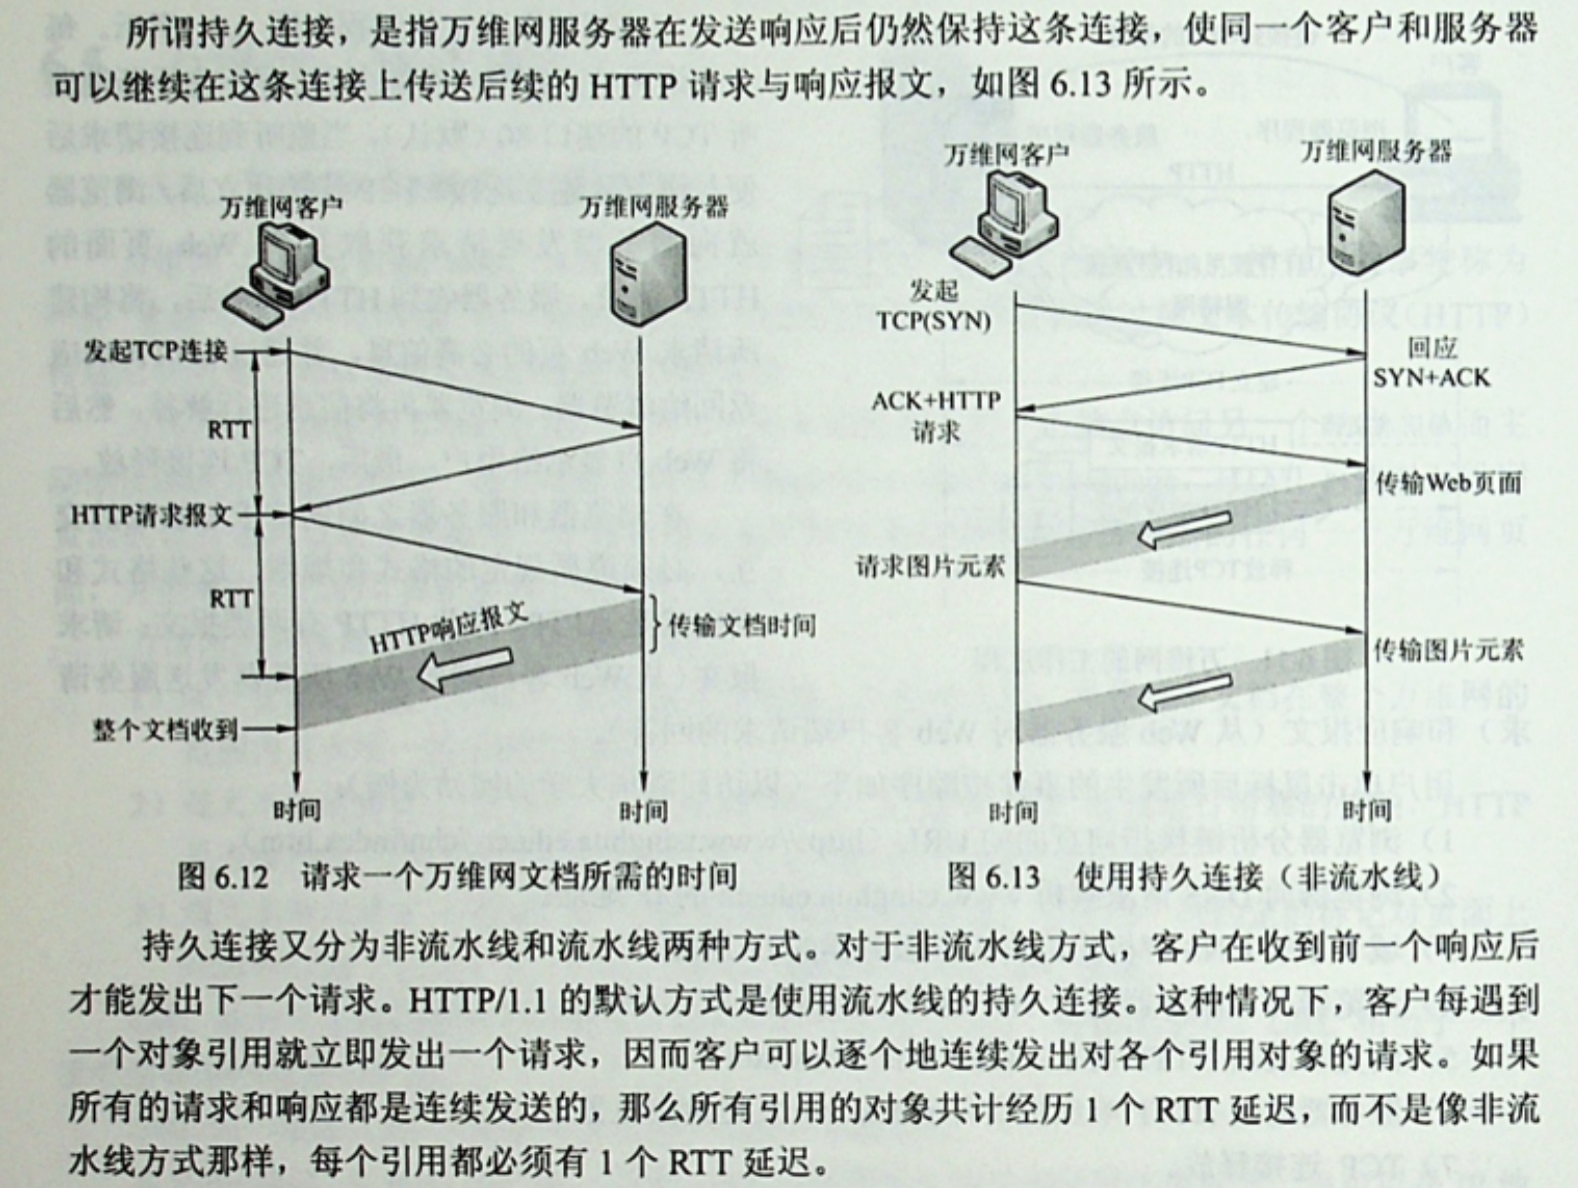 所谓持久连接，是指万维网服务器在发送响应后仍然保持这条连接，使同一个客户和服务器
可以继续在这条连接上传送后续的 HTTP 请求与响应报文，如图 6.13 所示。
万维网客户
万维网服务器
发起TCP连接
RTT
HTTP请求报文
RTT
HTTP响应报文
传输文档时间
整个文档收到
时间
时间
图 6.12 请求一个万维网文档所需的时间
万维网客户
万维网服务器
发起
TCP(SYN)
回应
SYN+ACK
ACK+HTTP
请求
传输Web页面
请求图片元素
传输图片元素
时间
时间
图 6.13 使用持久连接（非流水线）
持久连接又分为非流水线和流水线两种方式。对于非流水线方式，客户在收到前一个响应后
才能发出下一个请求。HTTP/1.1 的默认方式是使用流水线的持久连接。这种情况下，客户每遇到
一个对象引用就立即发出一个请求，因而客户可以逐个地连续发出对各个引用对象的请求。如果
所有的请求和响应都是连续发送的，那么所有引用的对象共计经历 1 个 RTT 延迟，而不是像非流
水线方式那样，每个引用都必须有 1 个 RTT 延迟。